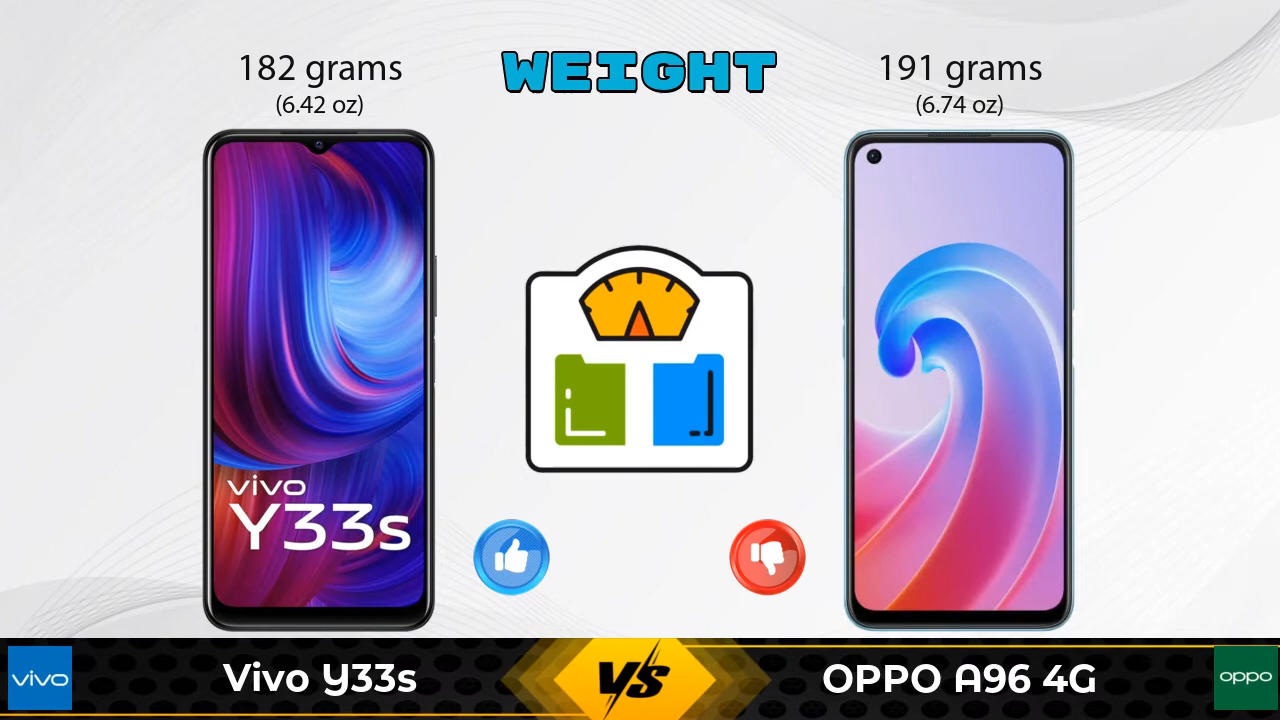 WEIGHT
182 grams
(6.42 oz)
191 grams
(6.74 oz)
vivo
Y33s
vivo
Vivo Y33s
VS
OPPO A96 4G
oppo